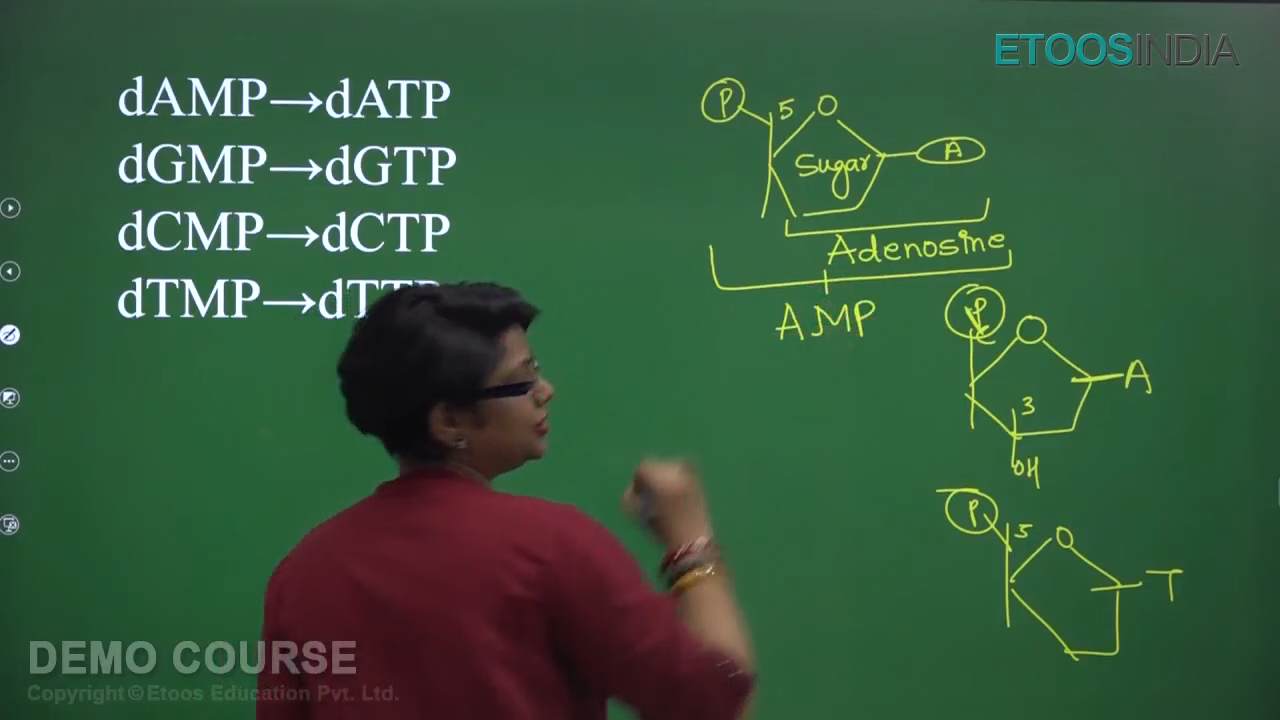 ETOOSINDIA
dAMP→dATP
dGMP→dGTP
dCMP→dCTP
dTMP→dTTP
P 5 O
Sugar A
Adenosine
AMP
P O
A
3
OH
P 5 O
T
DEMO COURSE
Copyright © Etoos Education Pvt. Ltd.